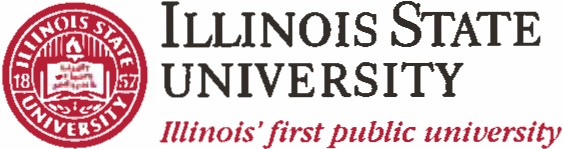 ILLINOIS STATE
UNIVERSITY
Illinois' first public university
ILLINOIS STATE
18 57
UNIVERSITY